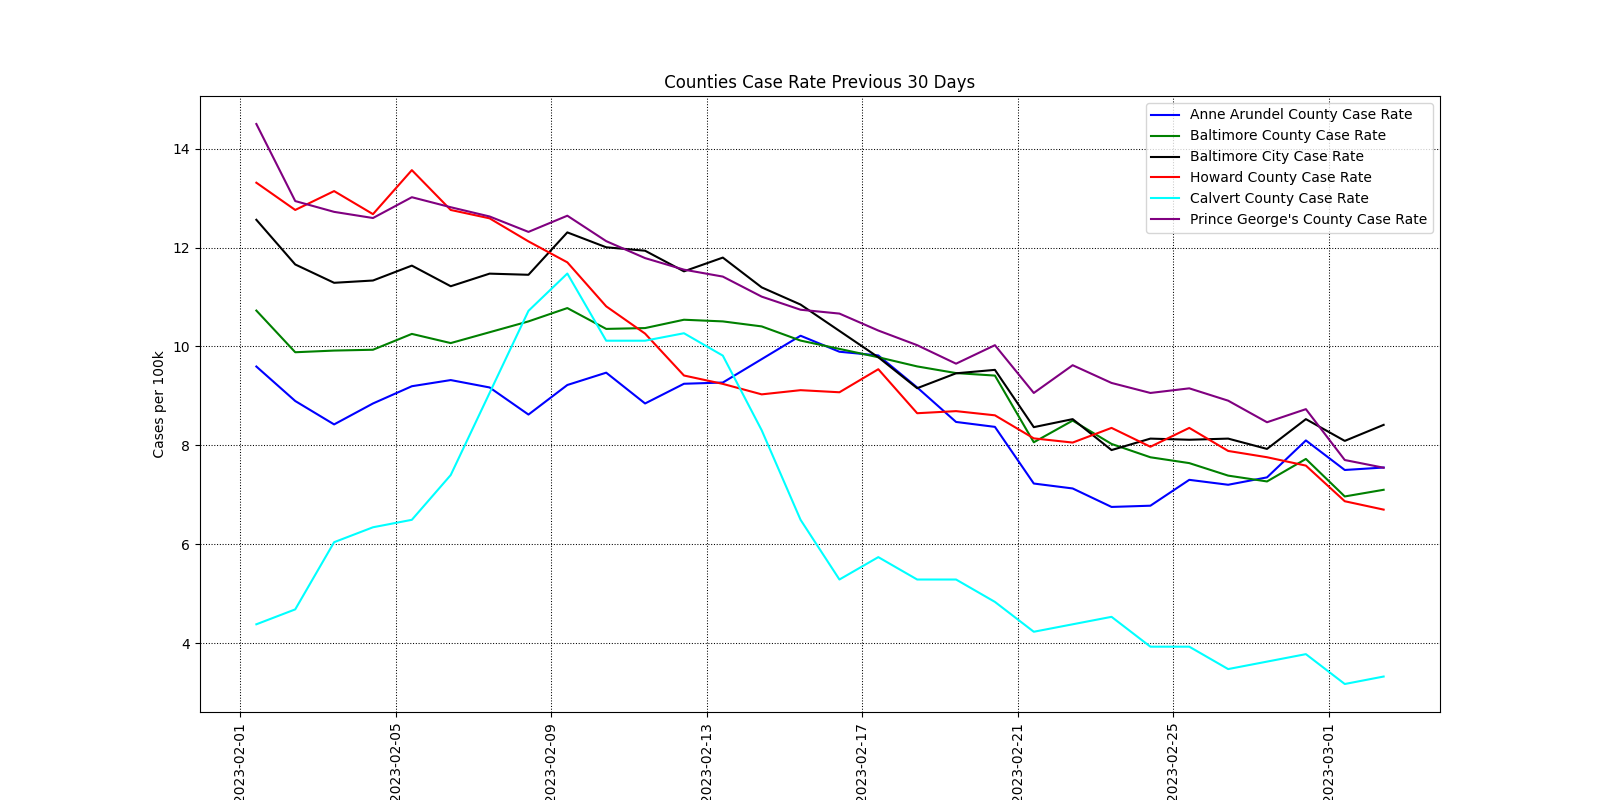 Counties Case Rate Previous 30 Days
Anne Arundel County Case Rate
Baltimore County Case Rate
Baltimore City Case Rate
Howard County Case Rate
Calvert County Case Rate
Prince George's County Case Rate
Cases per 100k
14
12
10
8
6
4
2023-02-01
2023-02-05
2023-02-09
2023-02-13
2023-02-17
2023-02-21
2023-02-25
2023-03-01